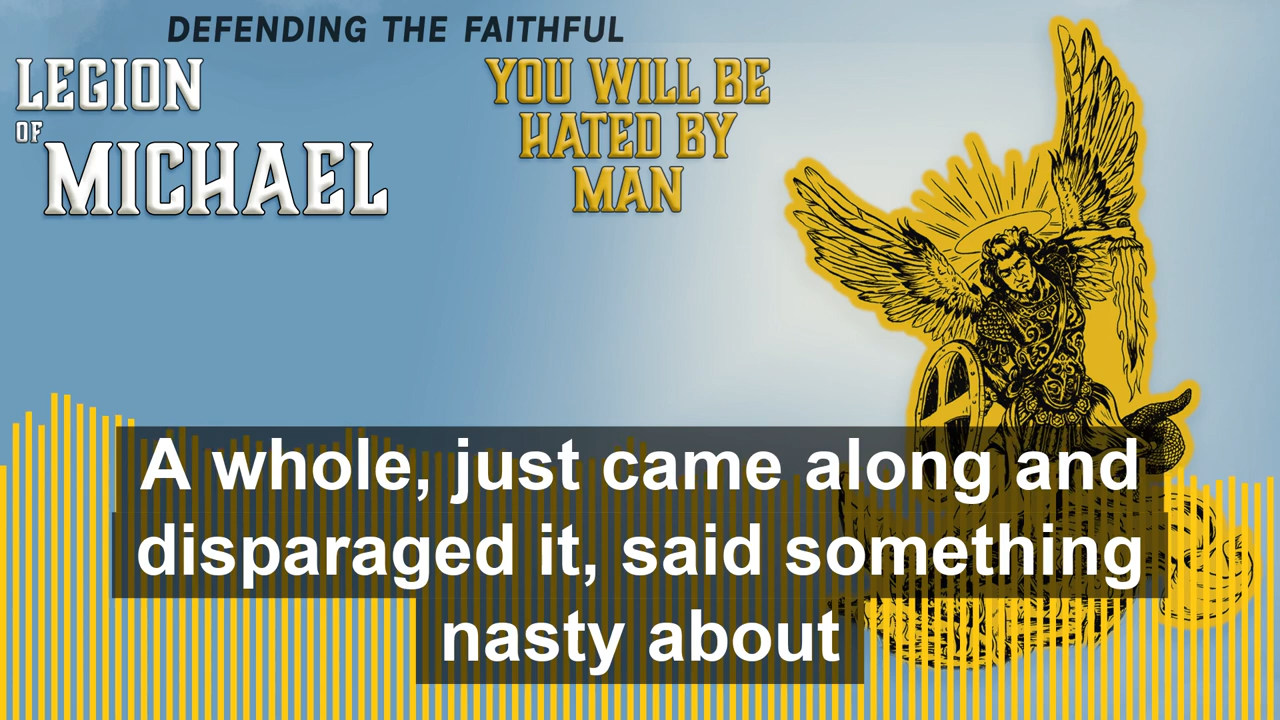 DEFENDING THE FAITHFUL
LEGION
OF
MICHAEL
YOU WILL BE
HATED BY
MAN
A whole, just came along and
disparaged it, said something
nasty about